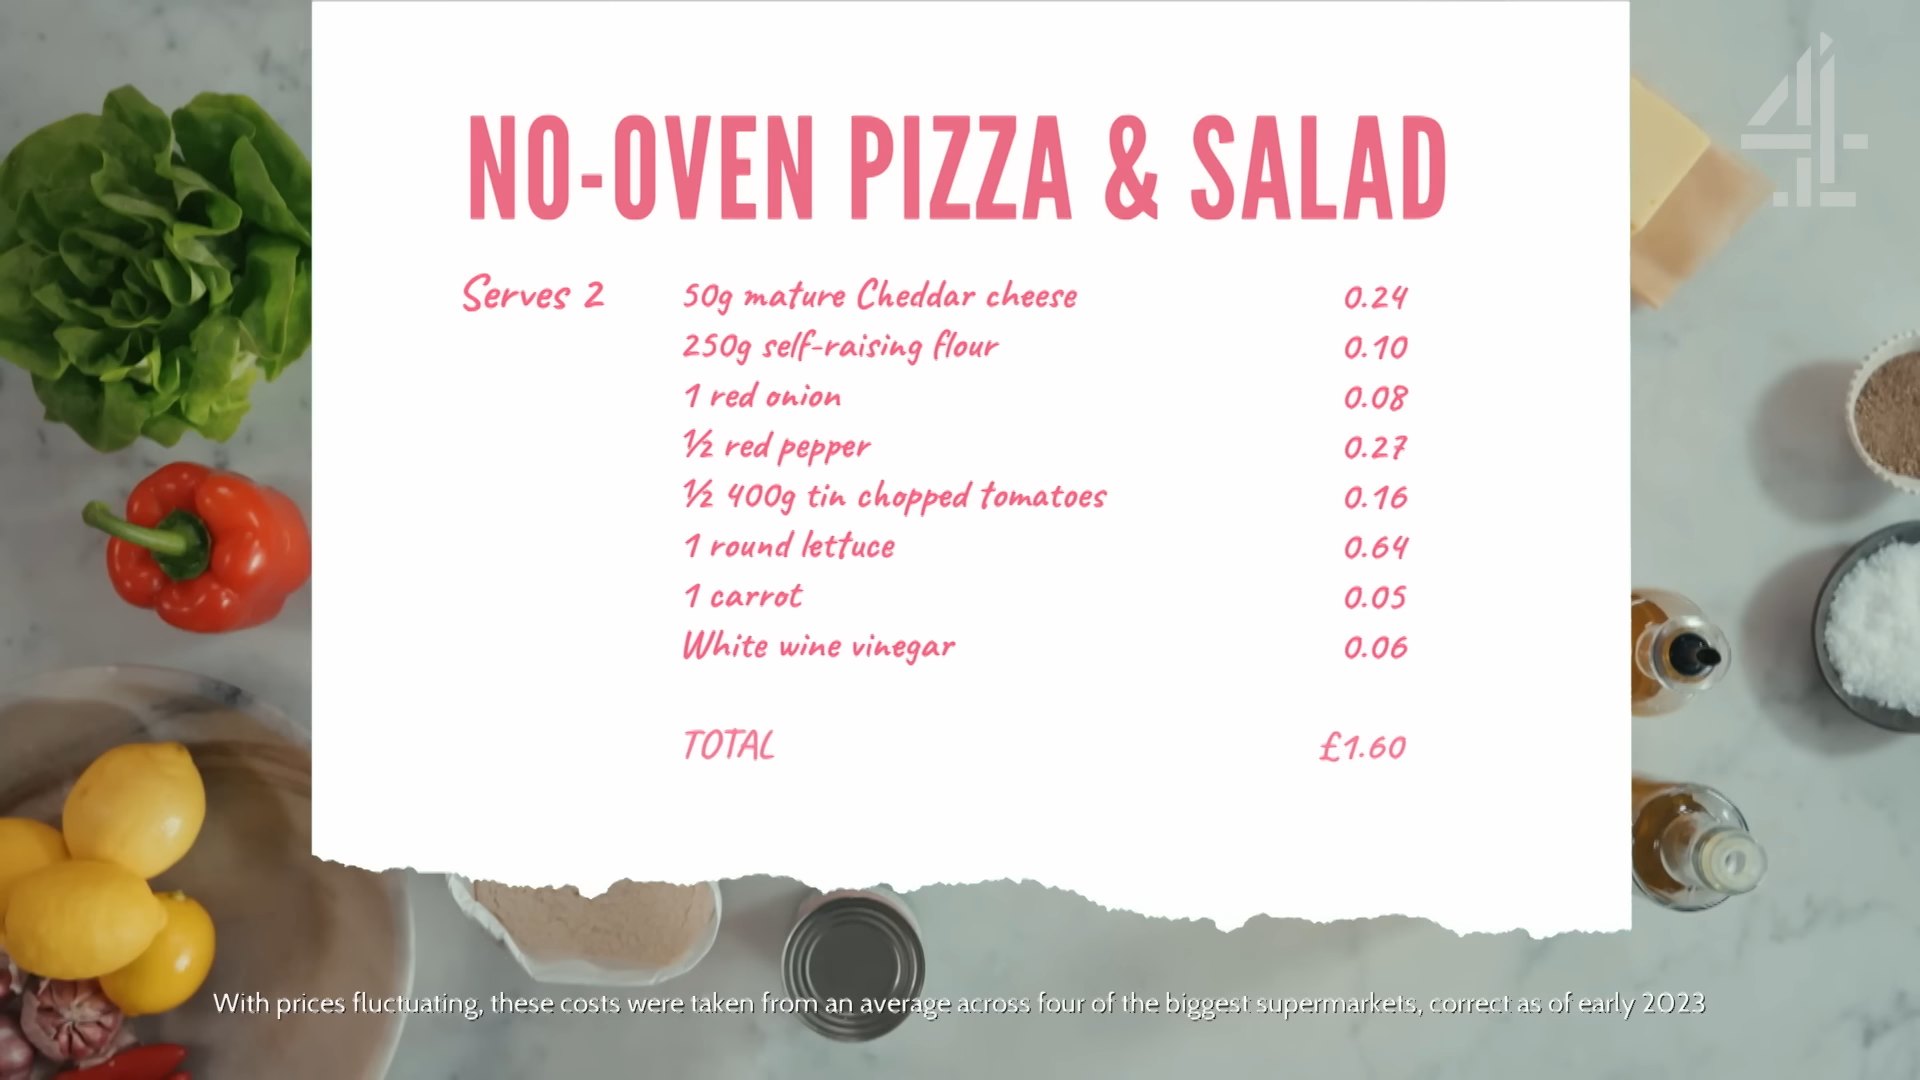 NO-OVEN PIZZA & SALAD
Serves 2
50g mature Cheddar cheese 0.24
250g self-raising flour 0.10
1 red onion 0.08
½ red pepper 0.27
½ 400g tin chopped tomatoes 0.16
1 round lettuce 0.64
1 carrot 0.05
White wine vinegar 0.06
TOTAL £1.60
With prices fluctuating, these costs were taken from an average across four of the biggest supermarkets, correct as of early 2023